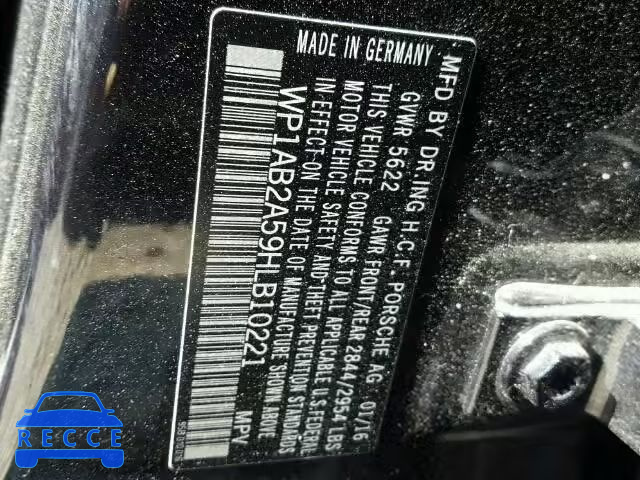 MFD BY DR.ING H.C.F. PORSCHE AG 01/16
GVWR 5622 GAWR FRONT/REAR 2844/2954 LBS
THIS VEHICLE CONFORMS TO ALL APPLICABLE US.FEDERAL
MOTOR VEHICLE SAFETY AND THEFT PREVENTION STANDARDS
IN EFFECT ON THE DATE OF MANUFACTURE SHOWN ABOVE
WP1AB2A59HLB10221 MPV
MADE IN GERMANY
RECCE